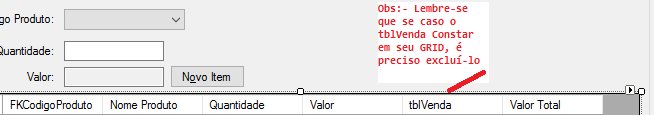 go Produto:
Obs:- Lembre-se
que se caso o
tblVenda Constar
em seu GRID, é
preciso excluí-lo
Quantidade:
Valor:
Novo Item
FKCodigoProduto Nome Produto Quantidade Valor tblVenda Valor Total